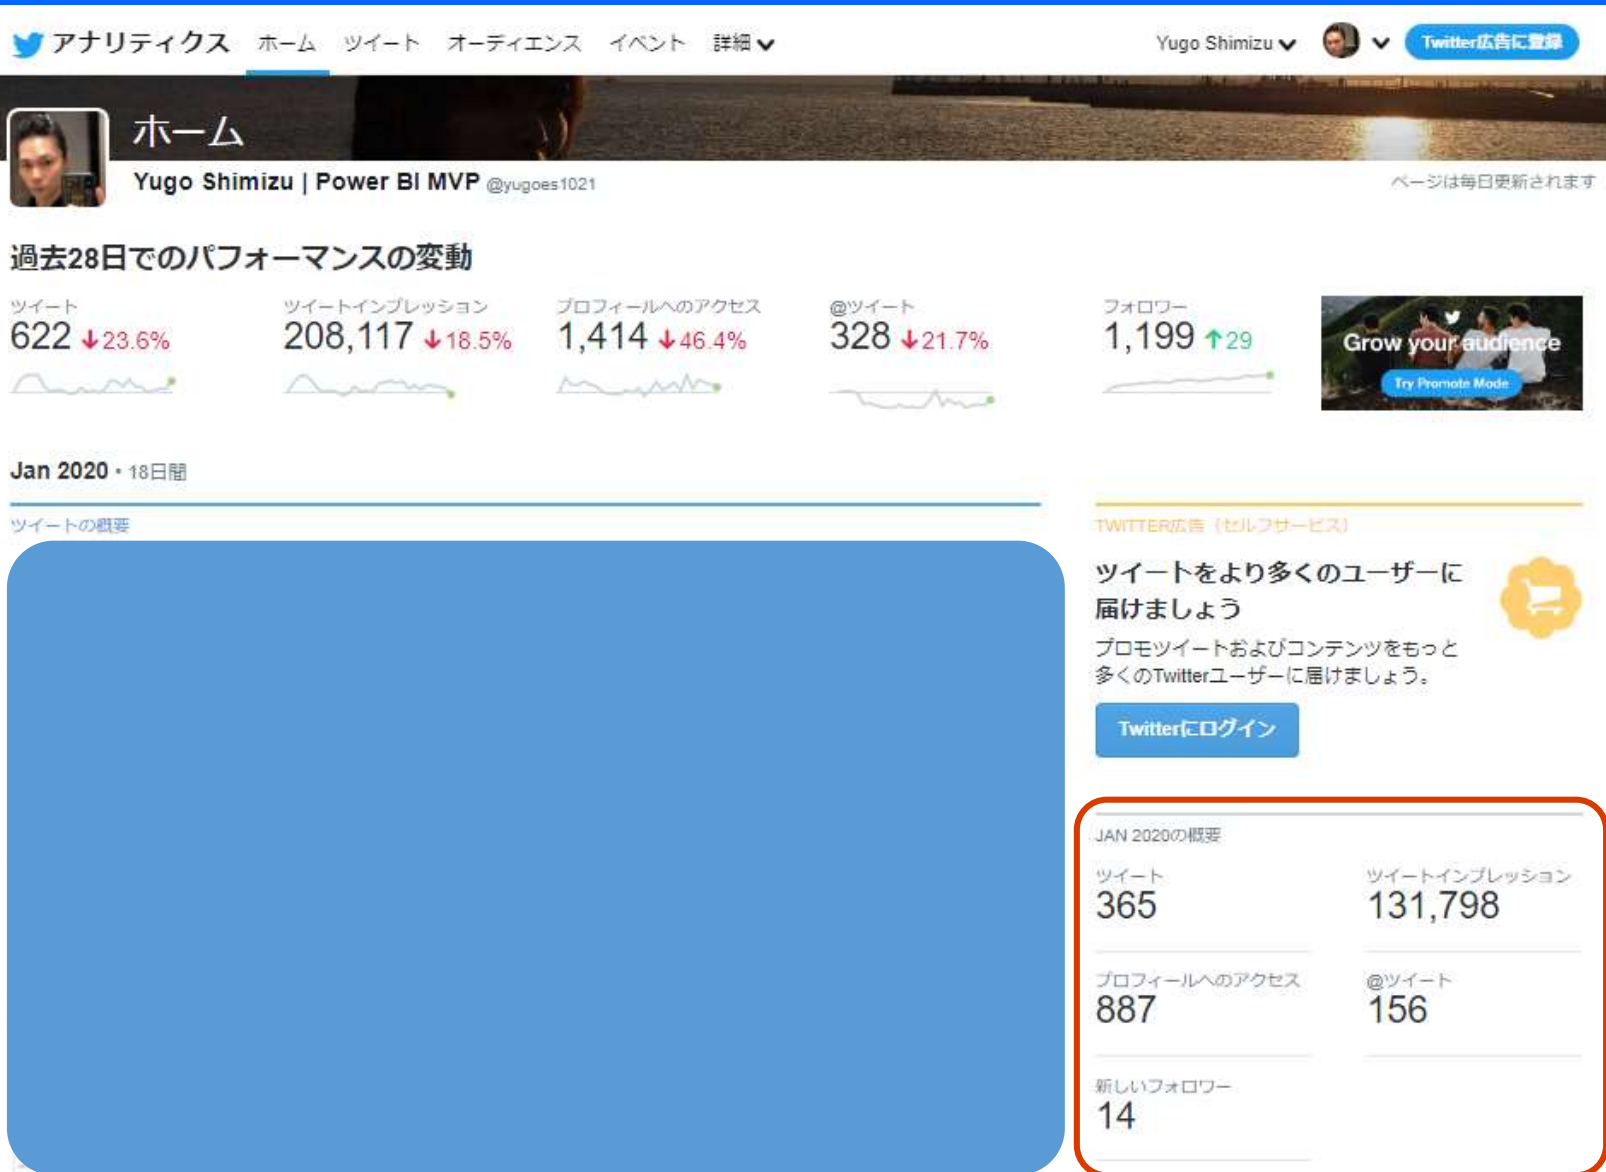 アナリティクス ホーム ツイート オーディエンス イベント 詳細 Yugo Shimizu Twitter広告に登録
ホーム
Yugo Shimizu | Power BI MVP @yugoes1021 ページは毎日更新されます
過去28日でのパフォーマンスの変動
ツイート ツイートインプレッション プロフィールへのアクセス @ツイート フォロワー
622 ↓23.6% 208,117 ↓18.5% 1,414 ↓46.4% 328 ↓21.7% 1,199 ↑29
Grow your audience
Try Promote Mode
Jan 2020 • 18日間
ツイートの概要
TWITTER広告（セルフサービス）
ツイートをより多くのユーザーに
届けましょう
プロモツイートおよびコンテンツをもっと
多くのTwitterユーザーに届けましょう。
Twitterにログイン
JAN 2020の概要
ツイート ツイートインプレッション
365 131,798
プロフィールへのアクセス @ツイート
887 156
新しいフォロワー
14